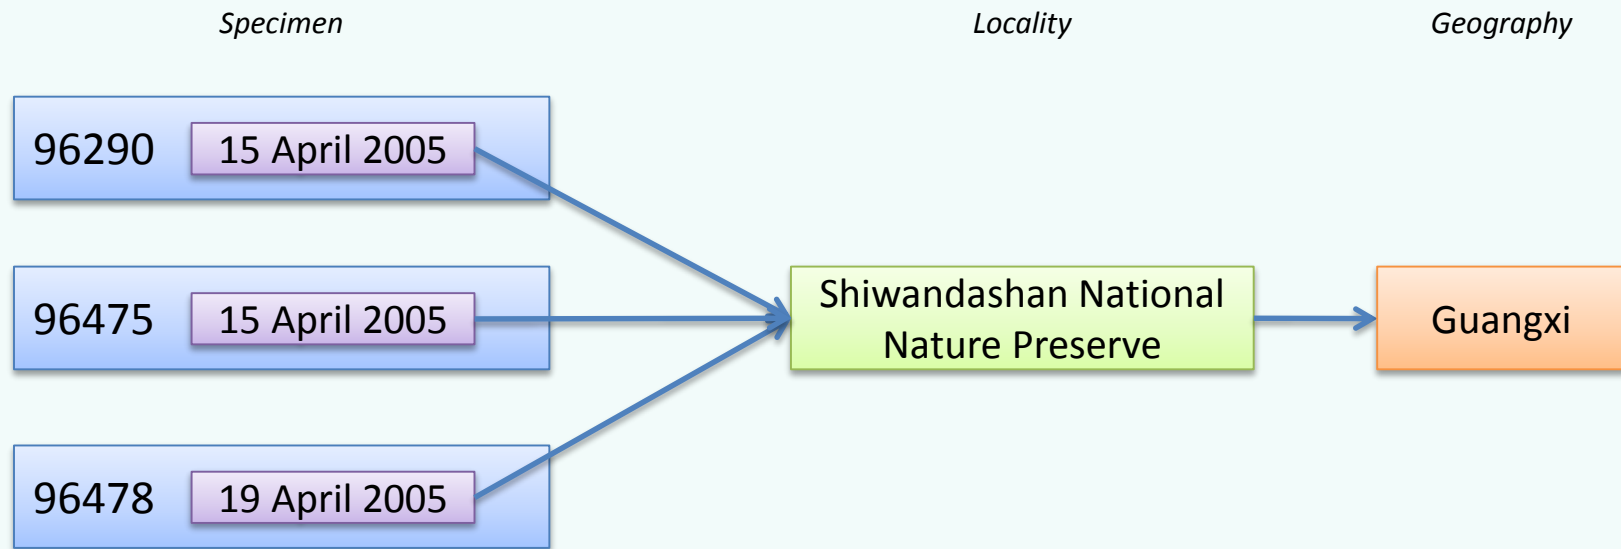 Specimen Locality Geography
96290 15 April 2005
96475 15 April 2005
Shiwandashan National
Nature Preserve
Guangxi
96478 19 April 2005